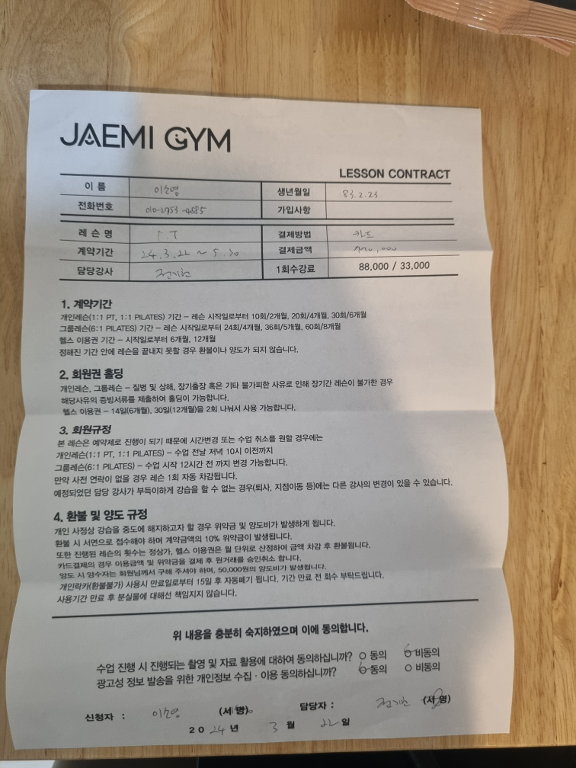 JAEMI GYM
LESSON CONTRACT
이 름 이소영 생년월일 83.2.23
전화번호 가입사항
레슨명 PT 결제방법 카드
계약기간 24.3.22 ~ 5.30 결제금액
담당강사 1회수강료 88,000 / 33,000
1. 계약기간
개인레슨(1:1 PT, 1:1 PILATES) 기간 – 레슨 시작일로부터 10회/2개월, 20회/4개월, 30회/6개월
그룹레슨(6:1 PILATES) 기간 – 레슨 시작일로부터 24회/4개월, 36회/5개월, 60회/8개월
헬스 이용권 기간 – 시작일로부터 6개월, 12개월
정해진 기간 안에 레슨을 끝내지 못할 경우 환불이나 양도가 되지 않습니다.
2. 회원권 홀딩
개인레슨, 그룹레슨 – 질병 및 상해, 장기출장 혹은 기타 불가피한 사유로 인해 장기간 레슨이 불가한 경우
해당사유의 증빙서류를 제출하여 홀딩이 가능합니다.
헬스 이용권 – 14일(6개월), 30일(12개월)을 2회 나눠서 사용 가능합니다.
3. 회원규정
본 레슨은 예약제로 진행이 되기 때문에 시간변경 또는 수업 취소를 원할 경우에는
개인레슨(1:1 PT, 1:1 PILATES) – 수업 전날 저녁 10시 이전까지
그룹레슨(6:1 PILATES) – 수업 시작 12시간 전 까지 변경 가능합니다.
만약 사전 연락이 없을 경우 레슨 1회 자동 차감됩니다.
예정되었던 담당 강사가 부득이하게 강습을 할 수 없는 경우(퇴사, 지점이동 등)에는 다른 강사의 변경이 있을 수 있습니다.
4. 환불 및 양도 규정
개인 사정상 강습을 중도에 해지하고자 할 경우 위약금 및 양도비가 발생하게 됩니다.
환불 시 서면으로 접수해야 하며 계약금액의 10% 위약금이 발생됩니다.
또한 진행된 레슨의 횟수는 정상가, 헬스 이용권은 월 단위로 산정하여 금액 차감 후 환불됩니다.
카드결제의 경우 이용금액 및 위약금을 결제 후 원거래를 승인취소 합니다.
양도 시 양수자는 회원님께서 구해 주셔야 하며, 50,000원의 양도비가 발생됩니다.
개인락카(환불불가) 사용시 만료일로부터 15일 후 자동폐기 됩니다. 기간 만료 전 회수 부탁드립니다.
사용기간 만료 후 분실물에 대해선 책임지지 않습니다.
위 내용을 충분히 숙지하였으며 이에 동의합니다.
수업 진행 시 진행되는 촬영 및 자료 활용에 대하여 동의하십니까? ○ 동의 ○ 비동의
광고성 정보 발송을 위한 개인정보 수집 · 이용 동의하십니까? ○ 동의 ○ 비동의
신청자 : 이소영 (서명) 담당자 : (서명)
2024년 3월 22일